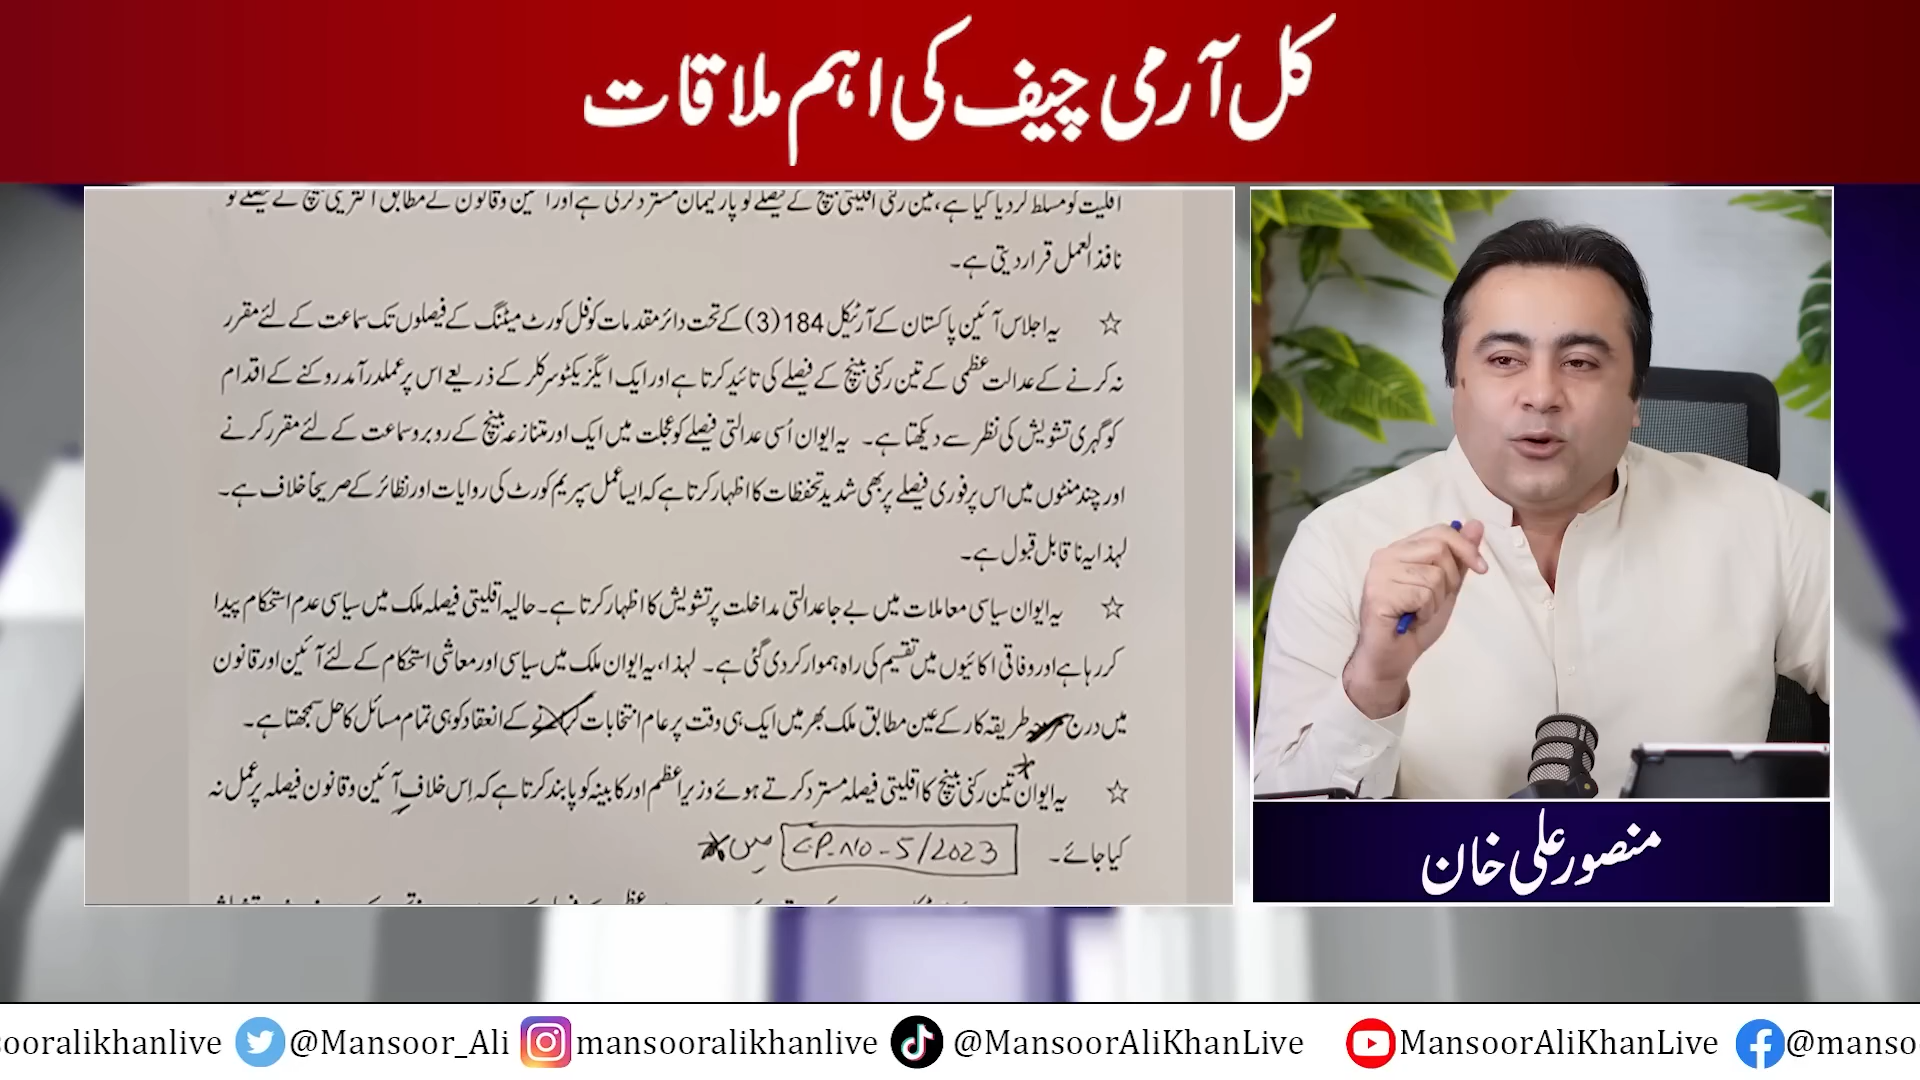 کل آرمی چیف کی اہم ملاقات
اقلیت کو مسلط کر دیا گیا ہے، تین رکنی اقلیتی بینچ کے فیصلے کو پارلیمان مسترد کرتی ہے اور آئین و قانون کے مطابق اکثریتی بینچ کے فیصلے کو
نافذ العمل قرار دیتی ہے۔
☆ یہ اجلاس آئین پاکستان کے آرٹیکل 184(3) کے تحت دائر مقدمات کو فل کورٹ میٹنگ کے فیصلوں تک سماعت کے لئے مقرر
نہ کرنے کے عدالت عظمی کے تین رکنی بینچ کے فیصلے کی تائید کرتا ہے اور ایک ایگزیکٹو سرکلر کے ذریعے اس پر عملدرآمد روکنے کے اقدام
کو گہری تشویش کی نظر سے دیکھتا ہے۔ یہ ایوان اُسی عدالتی فیصلے کو عجلت میں ایک اور متنازعہ بینچ کے روبرو سماعت کے لئے مقرر کرنے
اور چند منٹوں میں اس پر فوری فیصلے پر بھی شدید تحفظات کا اظہار کرتا ہے کہ ایسا عمل سپریم کورٹ کی روایات اور نظائر کے صریحاً خلاف ہے۔
لہذا یہ ناقابل قبول ہے۔
☆ یہ ایوان سیاسی معاملات میں بے جا عدالتی مداخلت پر تشویش کا اظہار کرتا ہے۔ حالیہ اقلیتی فیصلہ ملک میں سیاسی عدم استحکام پیدا
کر رہا ہے اور وفاقی اکائیوں میں تقسیم کی راہ ہموار کر دی گئی ہے۔ لہذا، یہ ایوان ملک میں سیاسی اور معاشی استحکام کے لئے آئین اور قانون
میں درج طریقہ کار کے عین مطابق ملک بھر میں ایک ہی وقت پر عام انتخابات کے انعقاد کو ہی تمام مسائل کا حل سمجھتا ہے۔
☆ یہ ایوان تین رکنی بینچ کا اقلیتی فیصلہ مسترد کرتے ہوئے وزیر اعظم اور کابینہ کو پابند کرتا ہے کہ اِس خلاف آئین و قانون فیصلہ پر عمل نہ
کیا جائے۔ C.P. No - 5/2023 میں
منصور علی خان
sooralikhanlive @Mansoor_Ali mansooralikhanlive @MansoorAliKhanLive MansoorAliKhanLive @manso